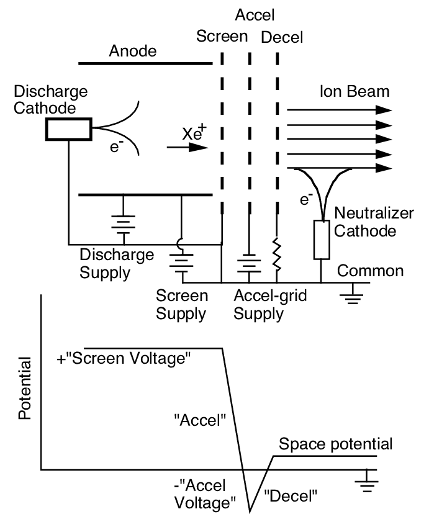 Accel
Screen Decel
Anode
Discharge
Cathode
Ion Beam
Xe+
e-
e-
Neutralizer
Cathode
Discharge
Supply
Common
Screen
Supply
Accel-grid
Supply
+"Screen Voltage"
Potential
"Accel"
Space potential
-"Accel
Voltage"
"Decel"